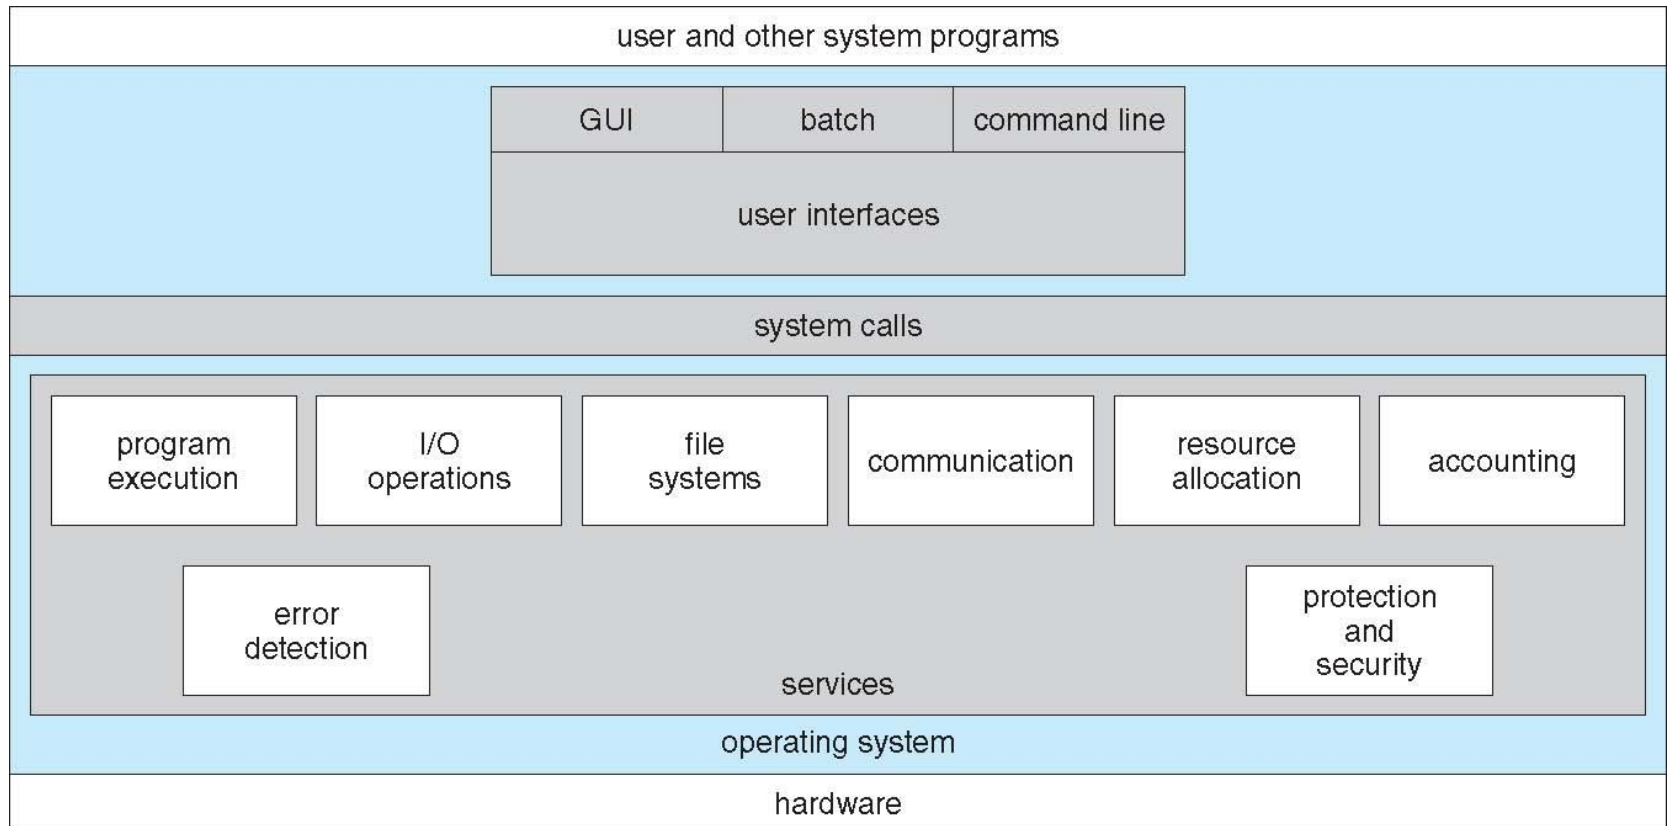 user and other system programs
GUI
batch
command line
user interfaces
system calls
program
execution
I/O
operations
file
systems
communication
resource
allocation
accounting
error
detection
protection
and
security
services
operating system
hardware